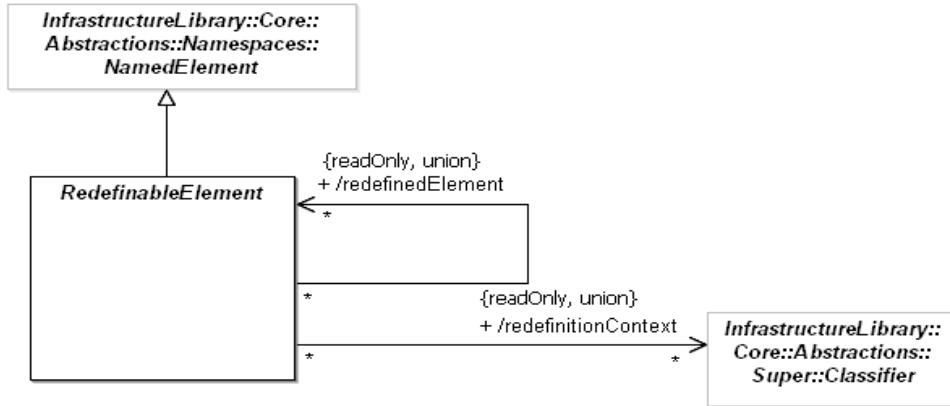 InfrastructureLibrary::Core::
Abstractions::Namespaces::
NamedElement
{readOnly, union}
+ /redefinedElement
RedefinableElement
*
*
{readOnly, union}
+ /redefinitionContext
*
*
InfrastructureLibrary::
Core::Abstractions::
Super::Classifier